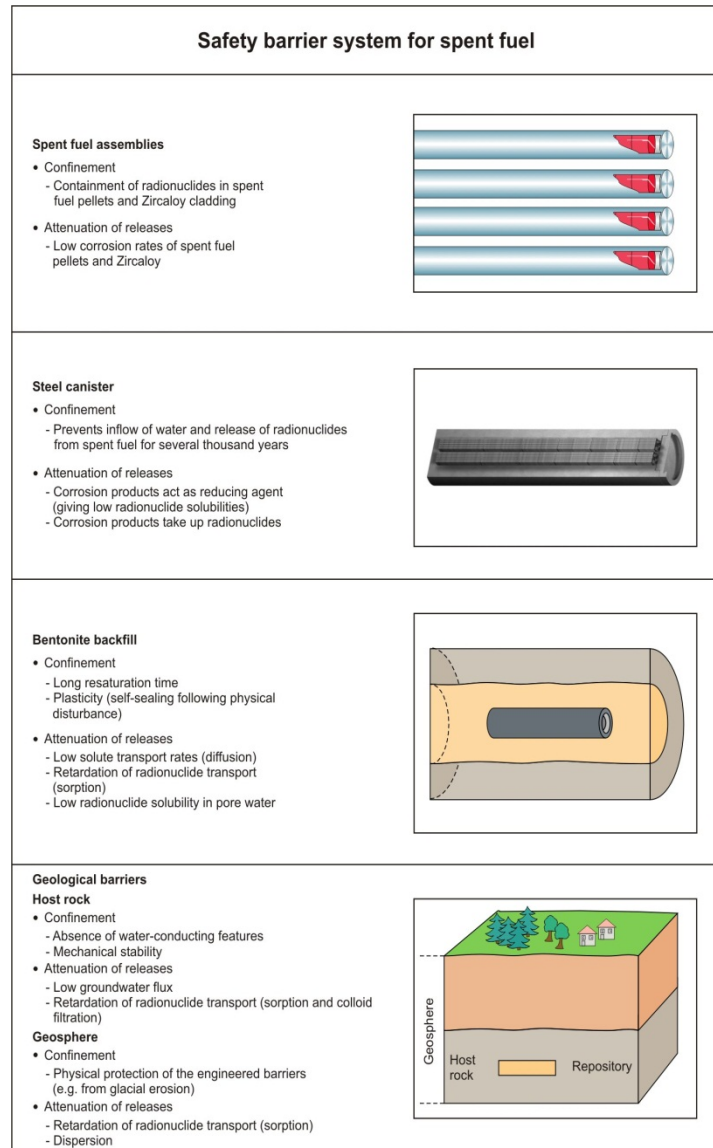 Safety barrier system for spent fuel
Spent fuel assemblies
• Confinement
- Containment of radionuclides in spent
fuel pellets and Zircaloy cladding
• Attenuation of releases
- Low corrosion rates of spent fuel
pellets and Zircaloy
Steel canister
• Confinement
- Prevents inflow of water and release of radionuclides
from spent fuel for several thousand years
• Attenuation of releases
- Corrosion products act as reducing agent
(giving low radionuclide solubilities)
- Corrosion products take up radionuclides
Bentonite backfill
• Confinement
- Long resaturation time
- Plasticity (self-sealing following physical
disturbance)
• Attenuation of releases
- Low solute transport rates (diffusion)
- Retardation of radionuclide transport
(sorption)
- Low radionuclide solubility in pore water
Geological barriers
Host rock
• Confinement
- Absence of water-conducting features
- Mechanical stability
• Attenuation of releases
- Low groundwater flux
- Retardation of radionuclide transport (sorption and colloid
filtration)
Geosphere
• Confinement
- Physical protection of the engineered barriers
(e.g. from glacial erosion)
• Attenuation of releases
- Retardation of radionuclide transport (sorption)
- Dispersion
Geosphere
Host
rock
Repository